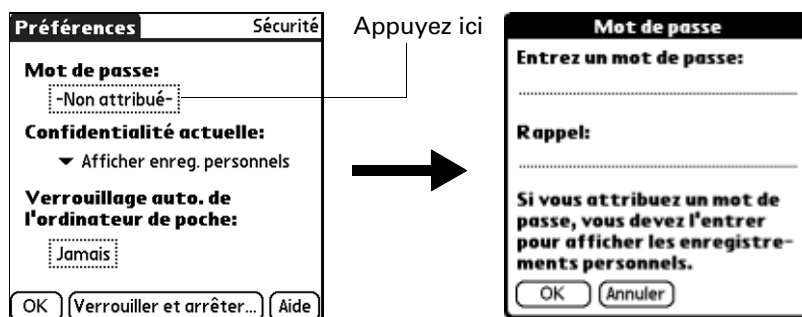 Préférences Sécurité
Mot de passe:
-Non attribué-
Confidentialité actuelle:
Afficher enreg. personnels
Verrouillage auto. de
l'ordinateur de poche:
Jamais
OK Verrouiller et arrêter... Aide
Appuyez ici
Mot de passe
Entrez un mot de passe:
Rappel:
Si vous attribuez un mot de
passe, vous devez l'entrer
pour afficher les enregistre-
ments personnels.
OK Annuler